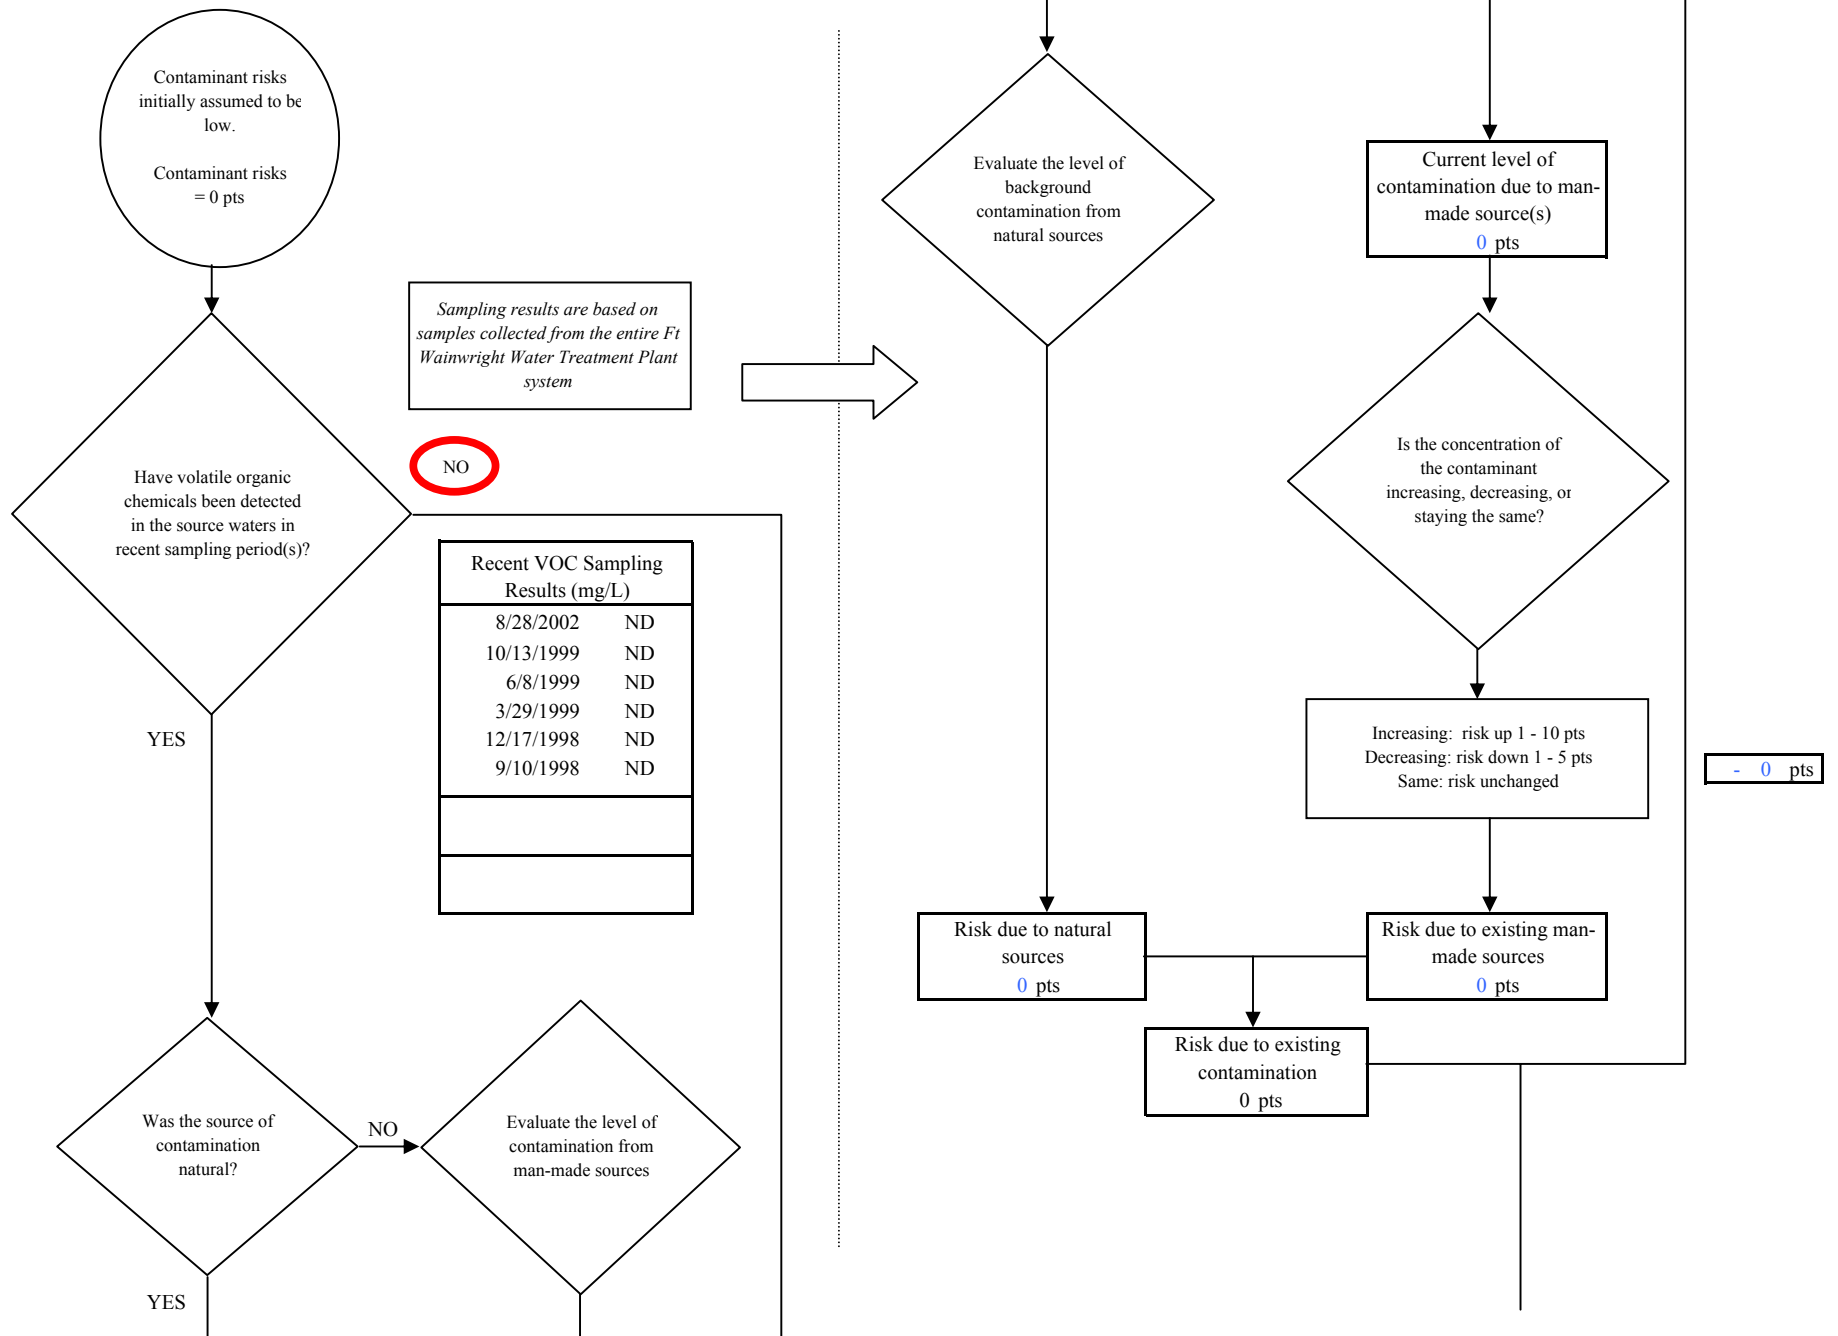 Contaminant risks
initially assumed to be
low.
Contaminant risks
= 0 pts
Sampling results are based on
samples collected from the entire Ft
Wainwright Water Treatment Plant
system
NO
Have volatile organic
chemicals been detected
in the source waters in
recent sampling period(s)?
Recent VOC Sampling
Results (mg/L)
8/28/2002 ND
10/13/1999 ND
6/8/1999 ND
3/29/1999 ND
12/17/1998 ND
9/10/1998 ND
YES
Was the source of
contamination
natural?
NO
Evaluate the level of
contamination from
man-made sources
YES
Evaluate the level of
background
contamination from
natural sources
Current level of
contamination due to man-
made source(s)
0 pts
Is the concentration of
the contaminant
increasing, decreasing, or
staying the same?
Increasing: risk up 1 - 10 pts
Decreasing: risk down 1 - 5 pts
Same: risk unchanged
- 0 pts
Risk due to natural
sources
0 pts
Risk due to existing man-
made sources
0 pts
Risk due to existing
contamination
0 pts